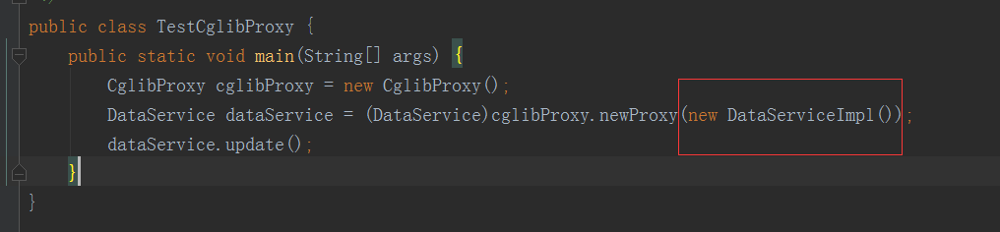 */
public class TestCglibProxy {
public static void main(String[] args) {
CglibProxy cglibProxy = new CglibProxy();
DataService dataService = (DataService)cglibProxy.newProxy(new DataServiceImpl());
dataService.update();
}
}